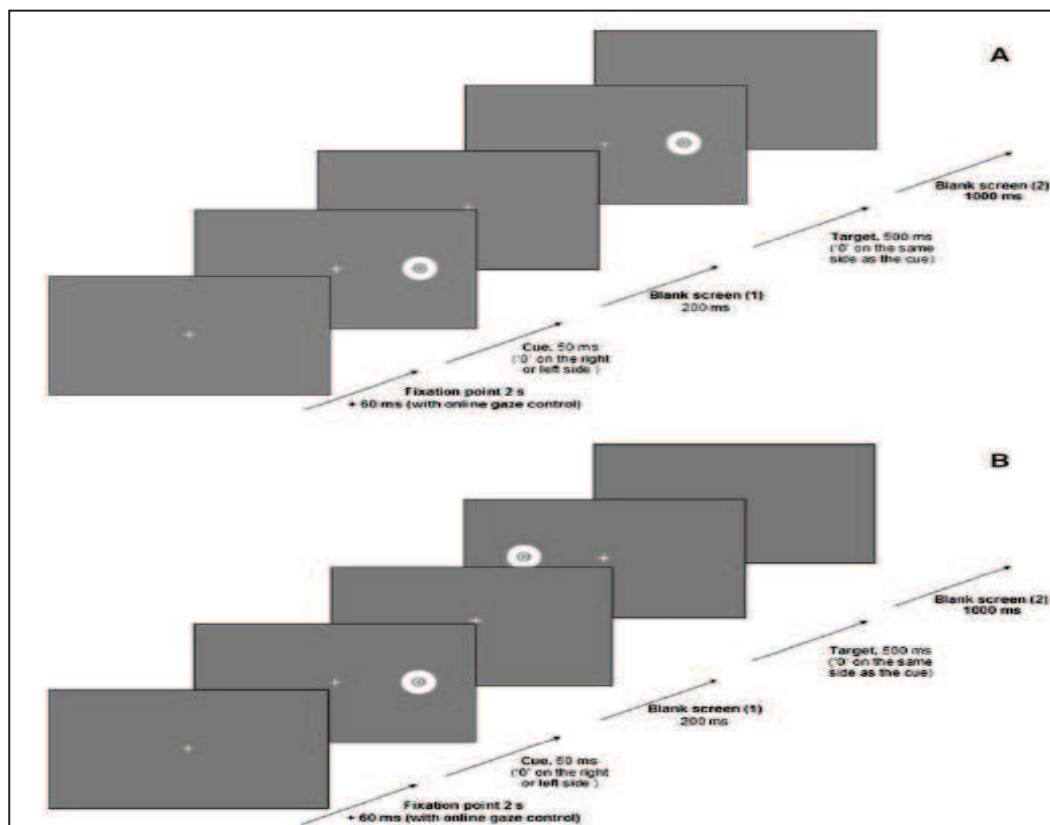 A
Blank screen (2)
1000 ms
Target, 500 ms
('0' on the same
side as the cue)
Blank screen (1)
200 ms
Cue, 50 ms
('0' on the right
or left side )
Fixation point 2 s
+ 60 ms (with online gaze control)
B
Blank screen (2)
1000 ms
Target, 500 ms
('0' on the same
side as the cue)
Blank screen (1)
200 ms
Cue, 50 ms
('0' on the right
or left side )
Fixation point 2 s
+ 60 ms (with online gaze control)